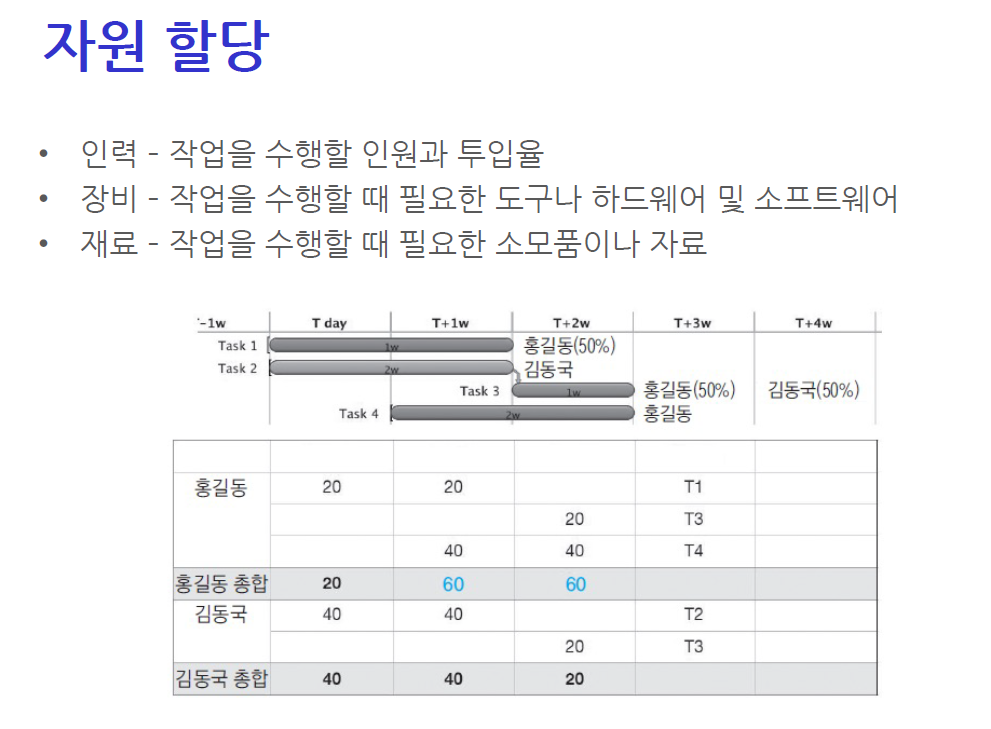 자원 할당
• 인력 – 작업을 수행할 인원과 투입율
• 장비 – 작업을 수행할 때 필요한 도구나 하드웨어 및 소프트웨어
• 재료 – 작업을 수행할 때 필요한 소모품이나 자료
-1w T day T+1w T+2w T+3w T+4w
Task 1 1w 홍길동(50%)
Task 2 2w 김동국
Task 3 1w 홍길동(50%) 김동국(50%)
Task 4 2w 홍길동
홍길동 20 20 T1
20 T3
40 40 T4
홍길동 총합 20 60 60
김동국 40 40 T2
20 T3
김동국 총합 40 40 20